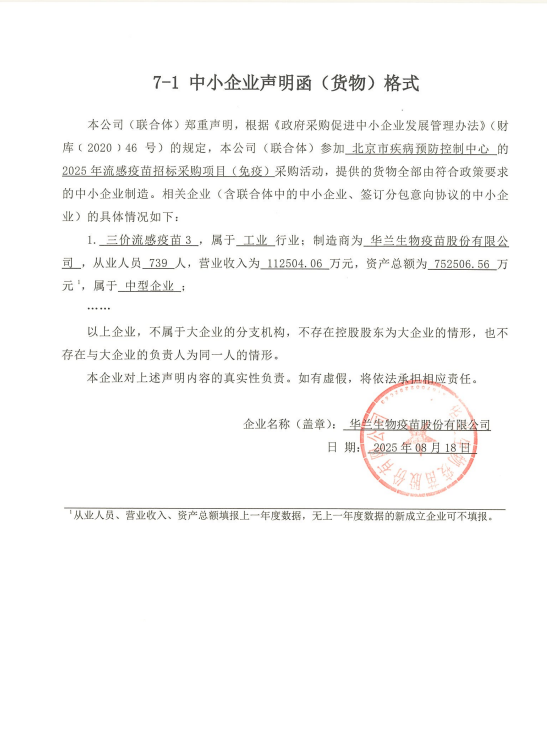 7-1 中小企业声明函（货物）格式
本公司（联合体）郑重声明，根据《政府采购促进中小企业发展管理办法》（财
库﹝2020﹞46 号）的规定，本公司（联合体）参加 北京市疾病预防控制中心 的
2025 年流感疫苗招标采购项目（免疫）采购活动，提供的货物全部由符合政策要求
的中小企业制造。相关企业（含联合体中的中小企业、签订分包意向协议的中小企
业）的具体情况如下：
1. 三价流感疫苗 3 ，属于 工业 行业；制造商为 华兰生物疫苗股份有限公
司 ，从业人员 739 人，营业收入为 112504.06 万元，资产总额为 752506.56 万
元¹，属于 中型企业 ；
……
以上企业，不属于大企业的分支机构，不存在控股股东为大企业的情形，也不
存在与大企业的负责人为同一人的情形。
本企业对上述声明内容的真实性负责。如有虚假，将依法承担相应责任。
企业名称（盖章）： 华兰生物疫苗股份有限公司
日 期： 2025 年 08 月 18 日
¹从业人员、营业收入、资产总额填报上一年度数据，无上一年度数据的新成立企业可不填报。